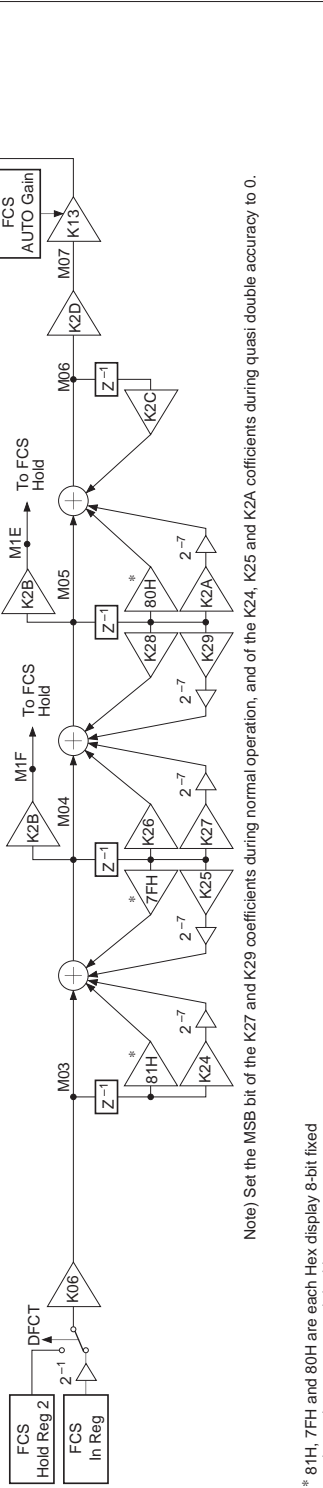 FCS
Hold Reg 2
FCS
In Reg
DFCT
2⁻¹
K06
M03
Z⁻¹
* 81H
K24
2⁻⁷
* 7FH
K25
2⁻⁷
K2B
M1F
To FCS
Hold
M04
Z⁻¹
K26
K27
2⁻⁷
K28
K29
2⁻⁷
K2B
M1E
To FCS
Hold
M05
Z⁻¹
* 80H
K2A
2⁻⁷
M06
Z⁻¹
K2C
K2D
M07
K13
FCS
AUTO Gain
Note) Set the MSB bit of the K27 and K29 coefficients during normal operation, and of the K24, K25 and K2A cofficients during quasi double accuracy to 0.
* 81H, 7FH and 80H are each Hex display 8-bit fixed